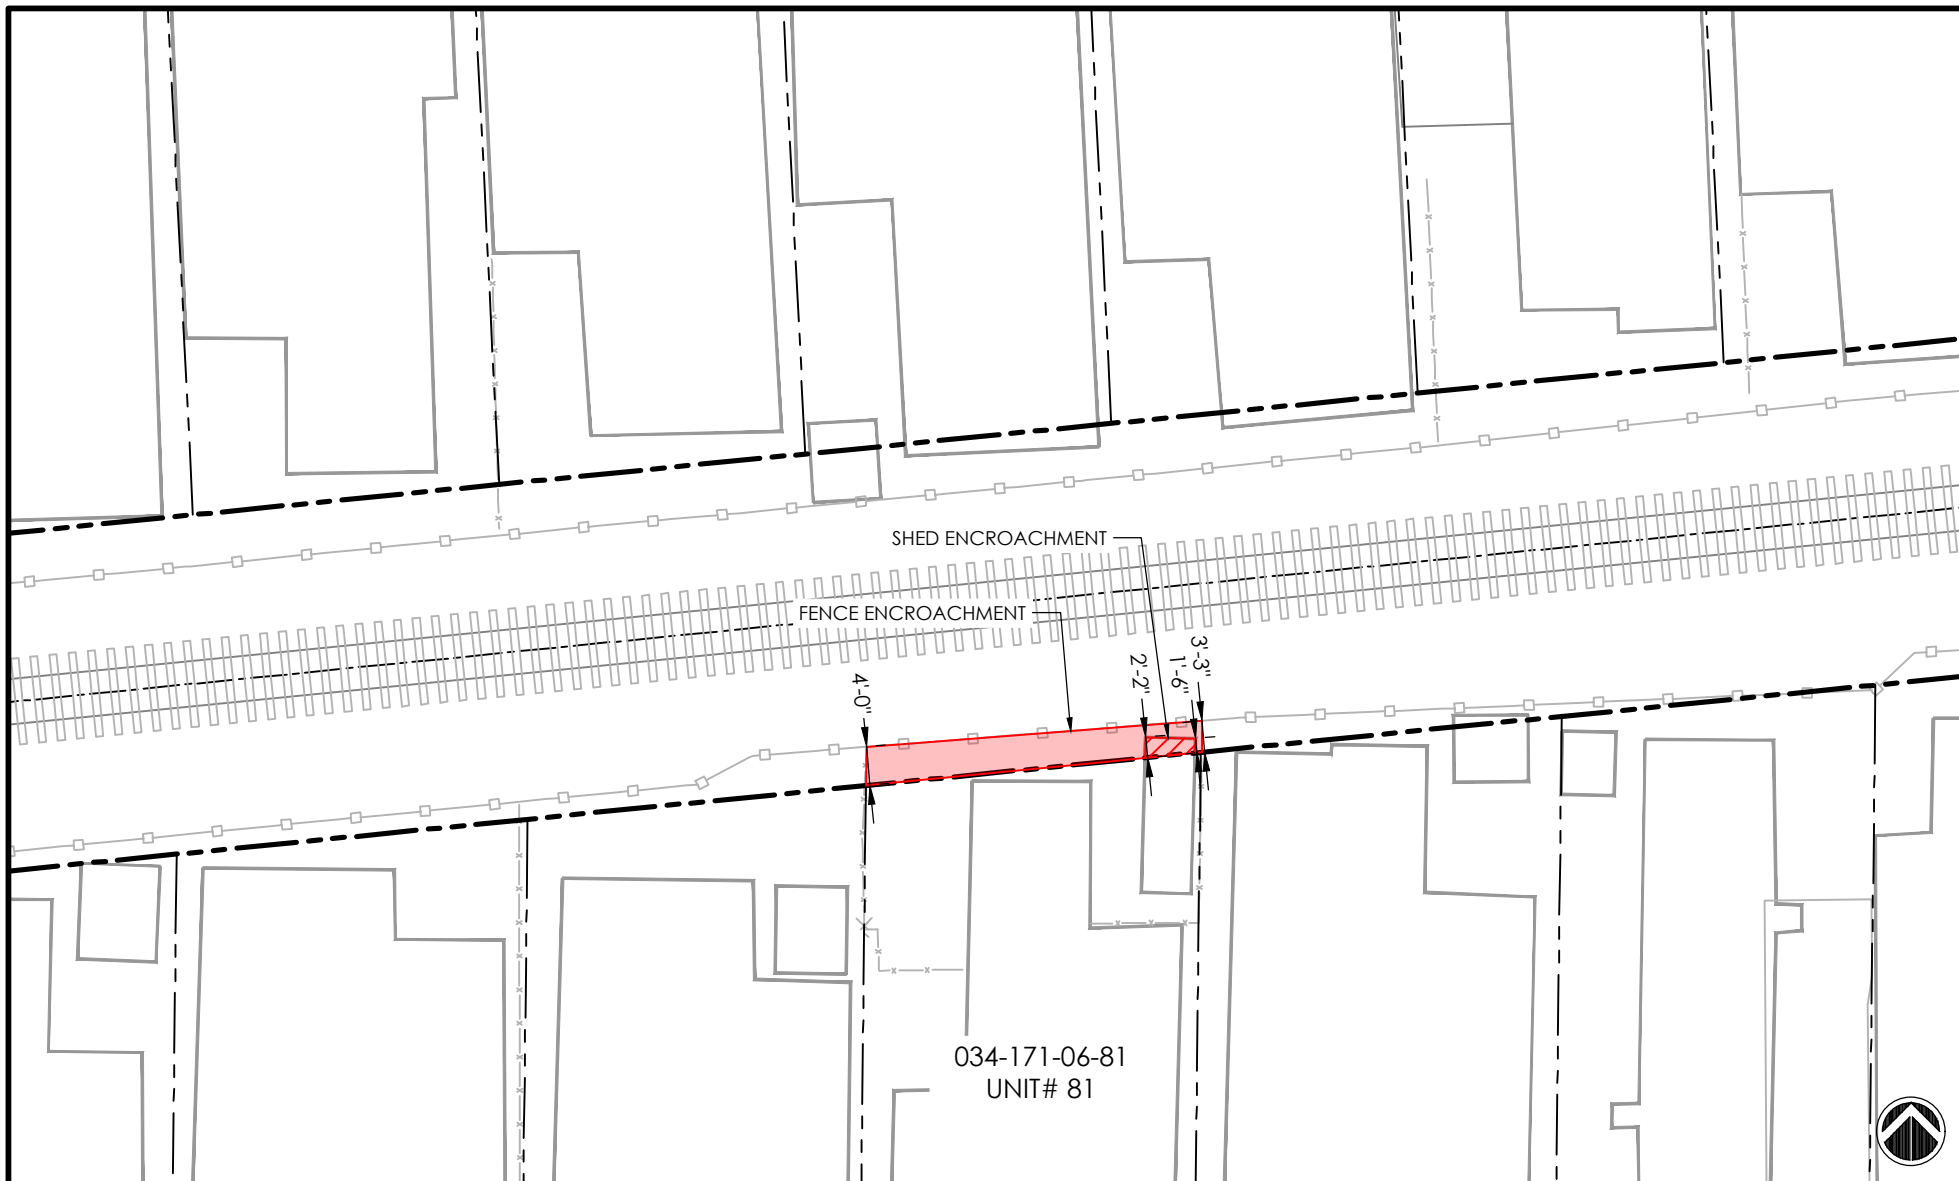 SHED ENCROACHMENT
FENCE ENCROACHMENT
4'-0"
2'-2"
1'-6"
3'-3"
034-171-06-81
UNIT# 81